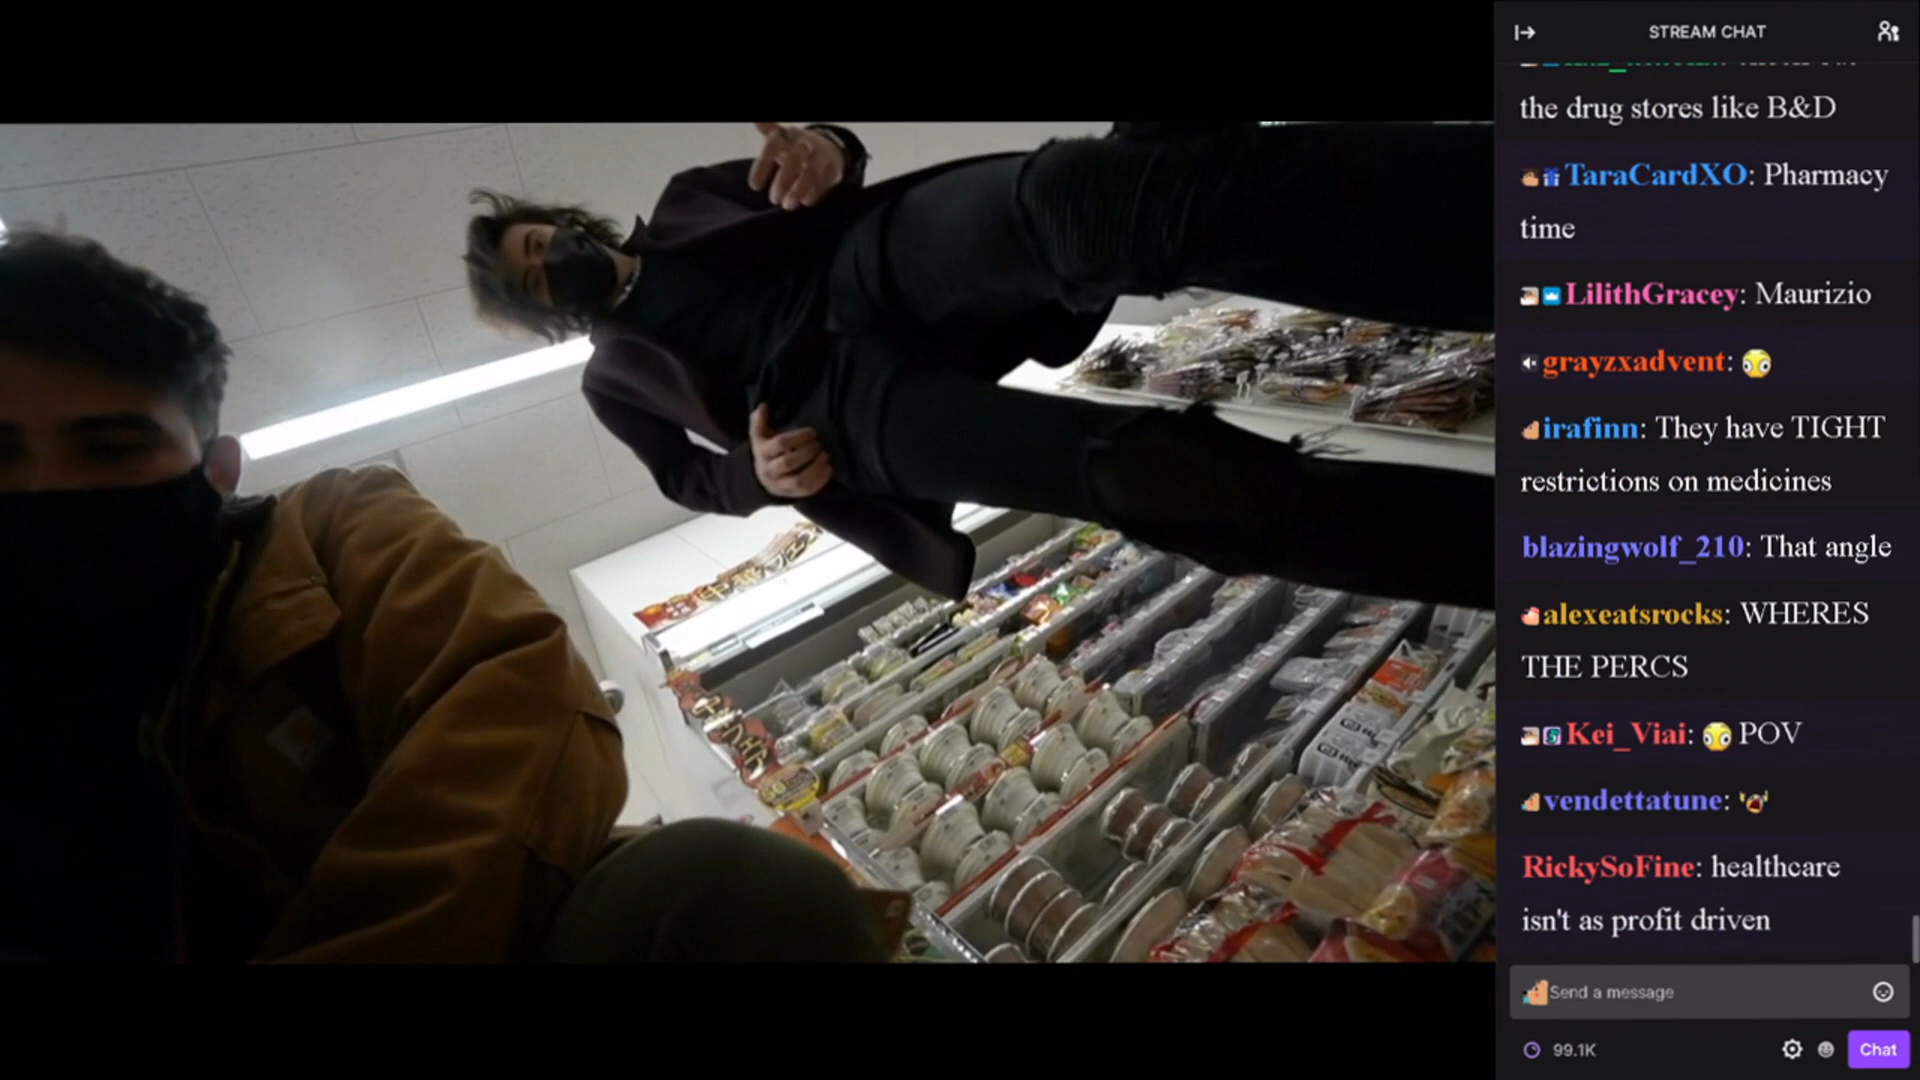 STREAM CHAT
the drug stores like B&D
TaraCardXO: Pharmacy
time
LilithGracey: Maurizio
grayzxadvent:
irafinn: They have TIGHT
restrictions on medicines
blazingwolf_210: That angle
alexeatsrocks: WHERES
THE PERCS
Kei_Viai: POV
vendettatune:
RickySoFine: healthcare
isn't as profit driven
Send a message
99.1K
Chat